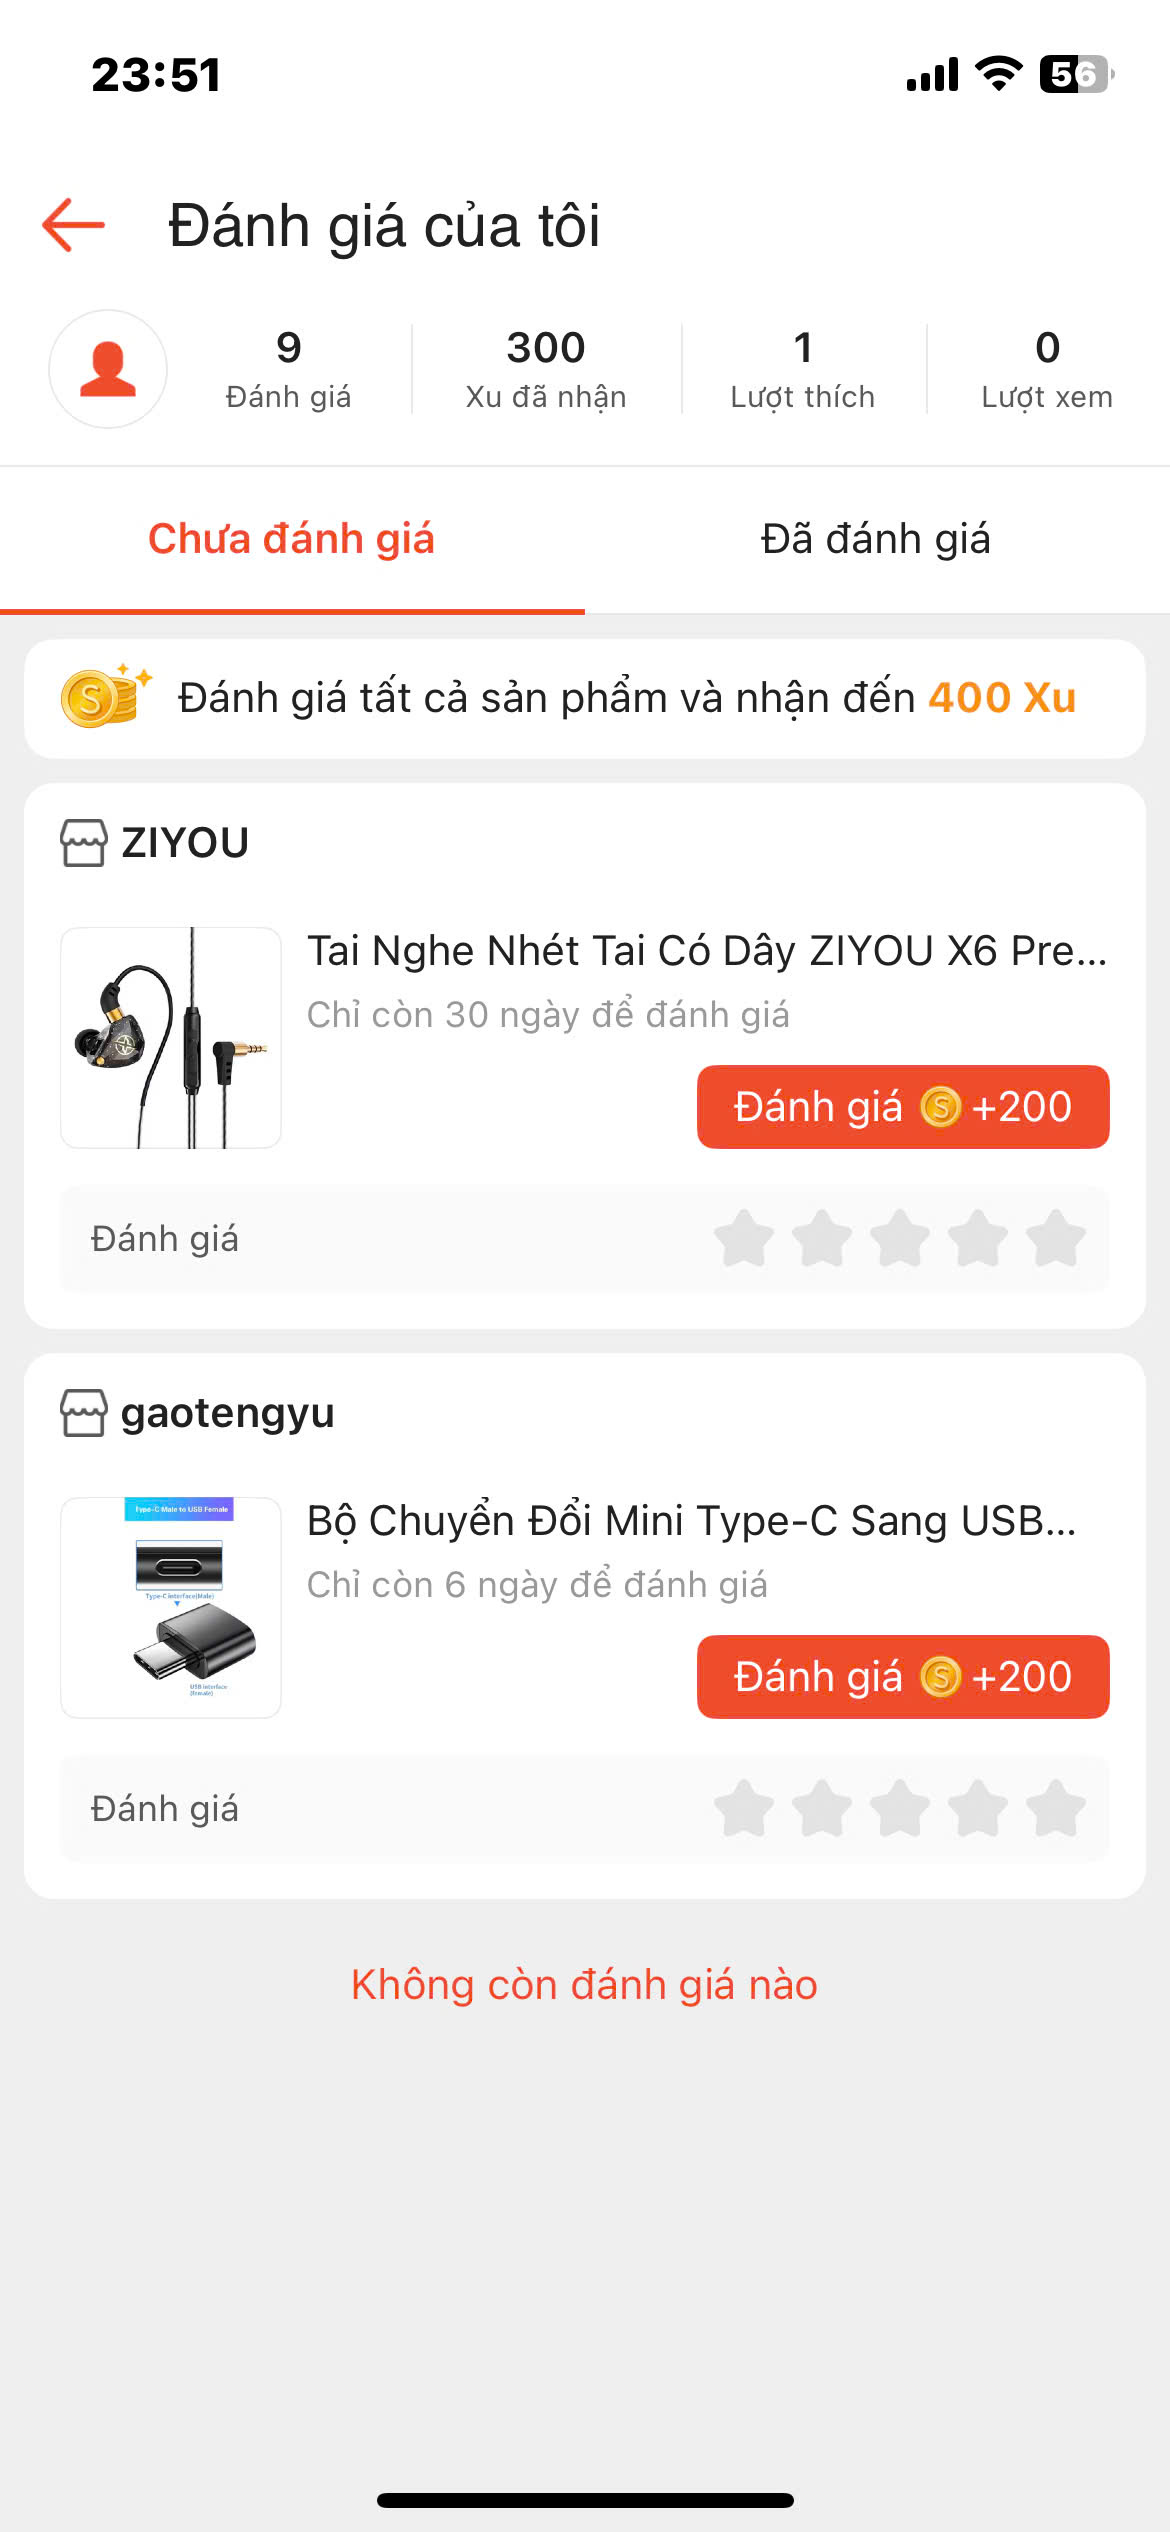 23:51
56
Đánh giá của tôi
9
Đánh giá
300
Xu đã nhận
1
Lượt thích
0
Lượt xem
Chưa đánh giá
Đã đánh giá
Đánh giá tất cả sản phẩm và nhận đến 400 Xu
ZIYOU
Tai Nghe Nhét Tai Có Dây ZIYOU X6 Pre...
Chỉ còn 30 ngày để đánh giá
Đánh giá S +200
Đánh giá
gaotengyu
Type-C Male to USB Female
Type-C interface(Male)
USB interface
(female)
Bộ Chuyển Đổi Mini Type-C Sang USB...
Chỉ còn 6 ngày để đánh giá
Đánh giá S +200
Đánh giá
Không còn đánh giá nào